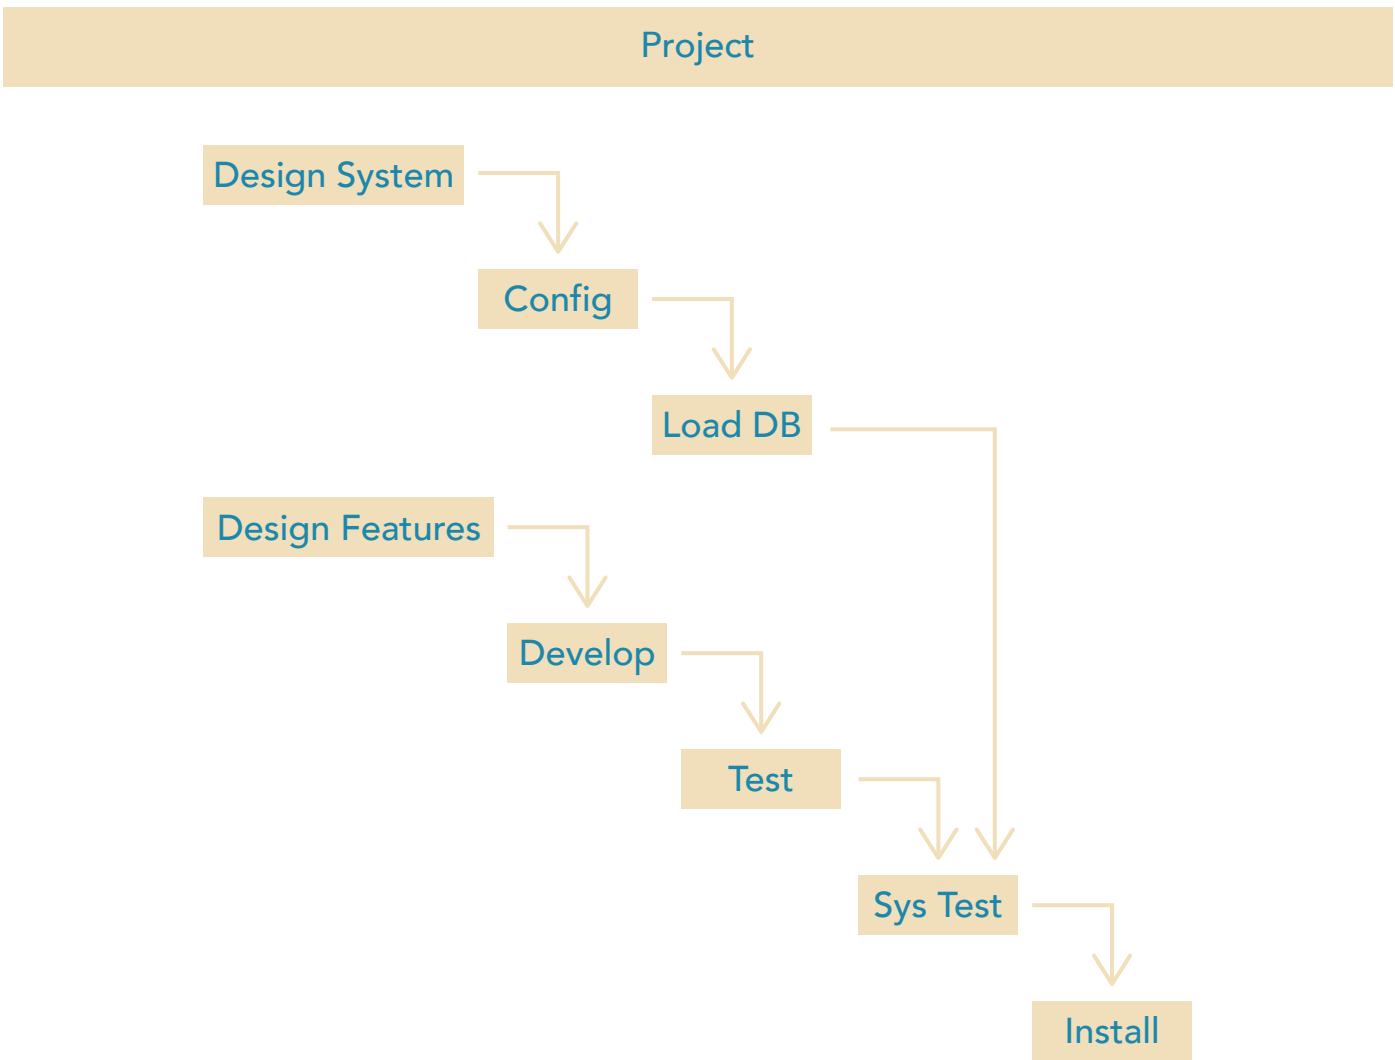 Project
Design System
Config
Load DB
Design Features
Develop
Test
Sys Test
Install